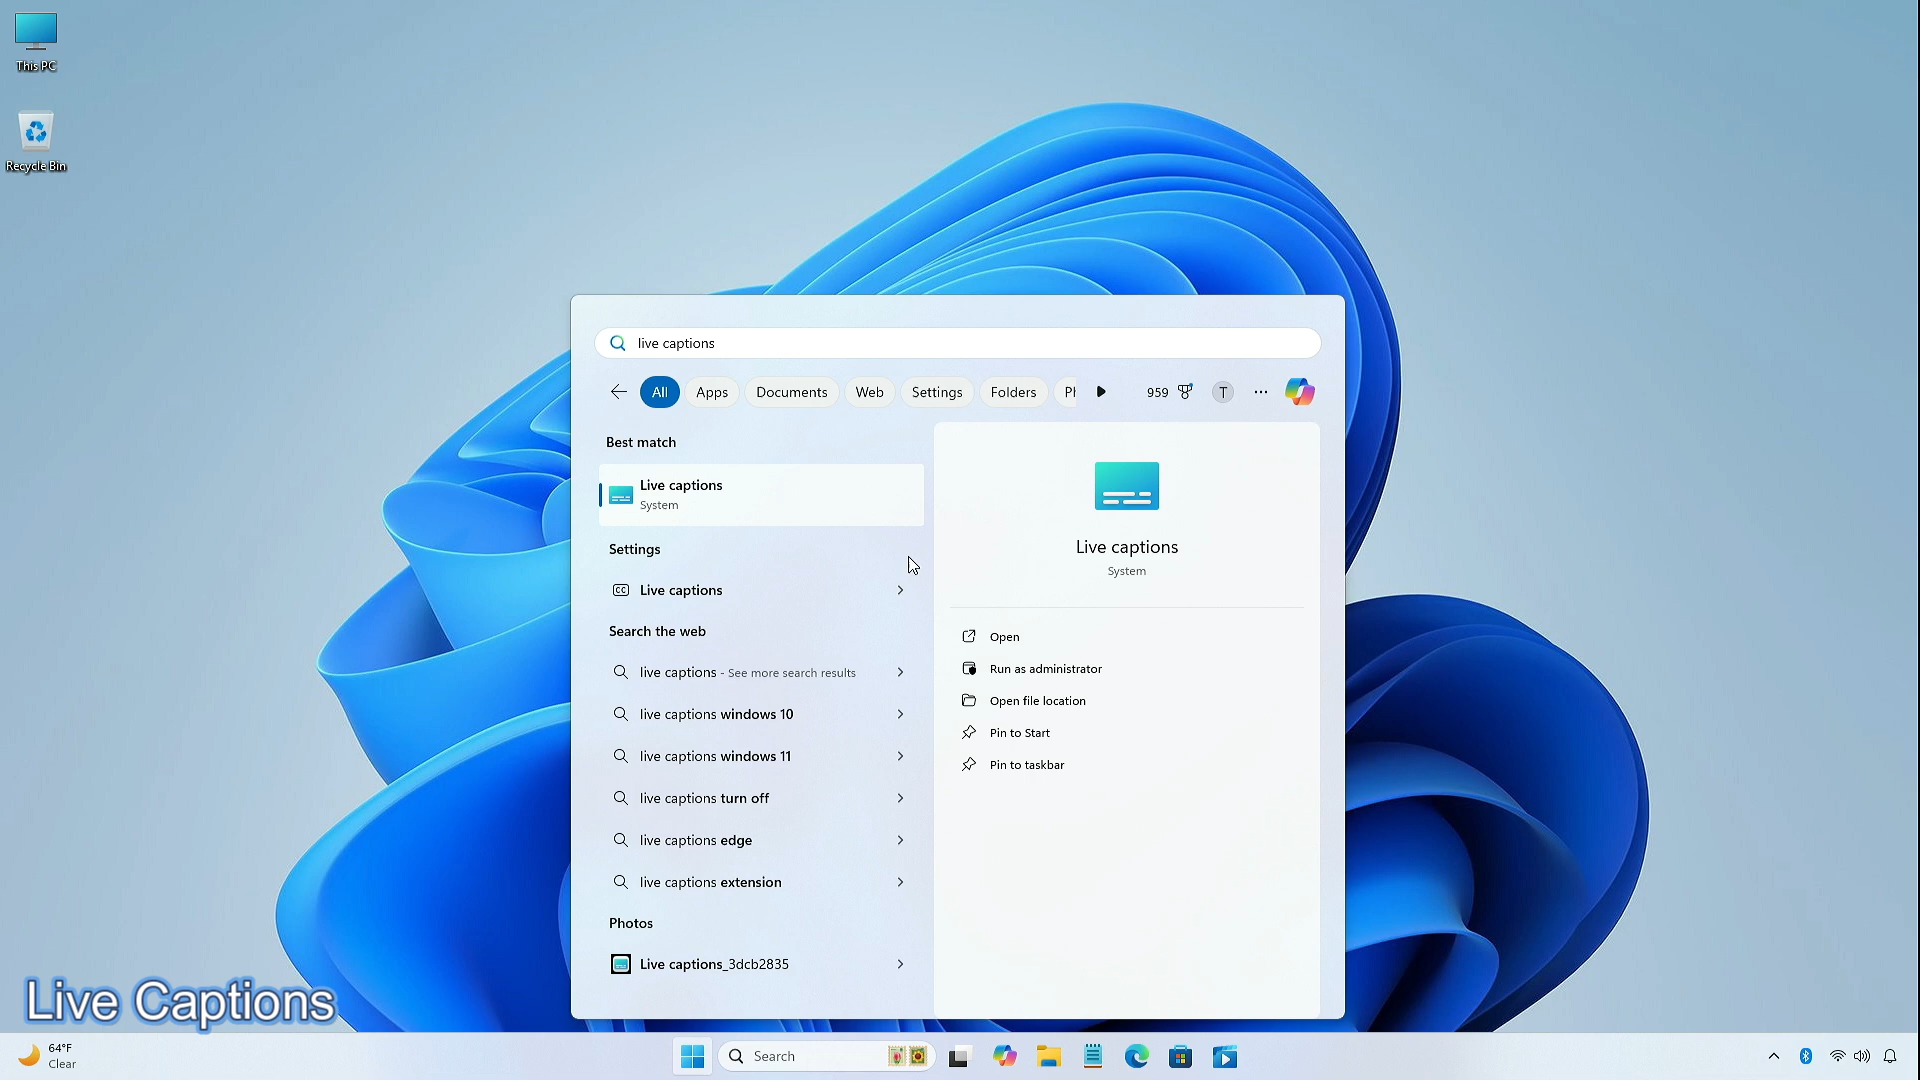 This PC
Recycle Bin
live captions
All
Apps
Documents
Web
Settings
Folders
959
T
Best match
Live captions
System
Settings
Live captions
Search the web
live captions - See more search results
live captions windows 10
live captions windows 11
live captions turn off
live captions edge
live captions extension
Photos
Live captions_3dcb2835
Live captions
System
Open
Run as administrator
Open file location
Pin to Start
Pin to taskbar
Live Captions
64°F
Clear
Search